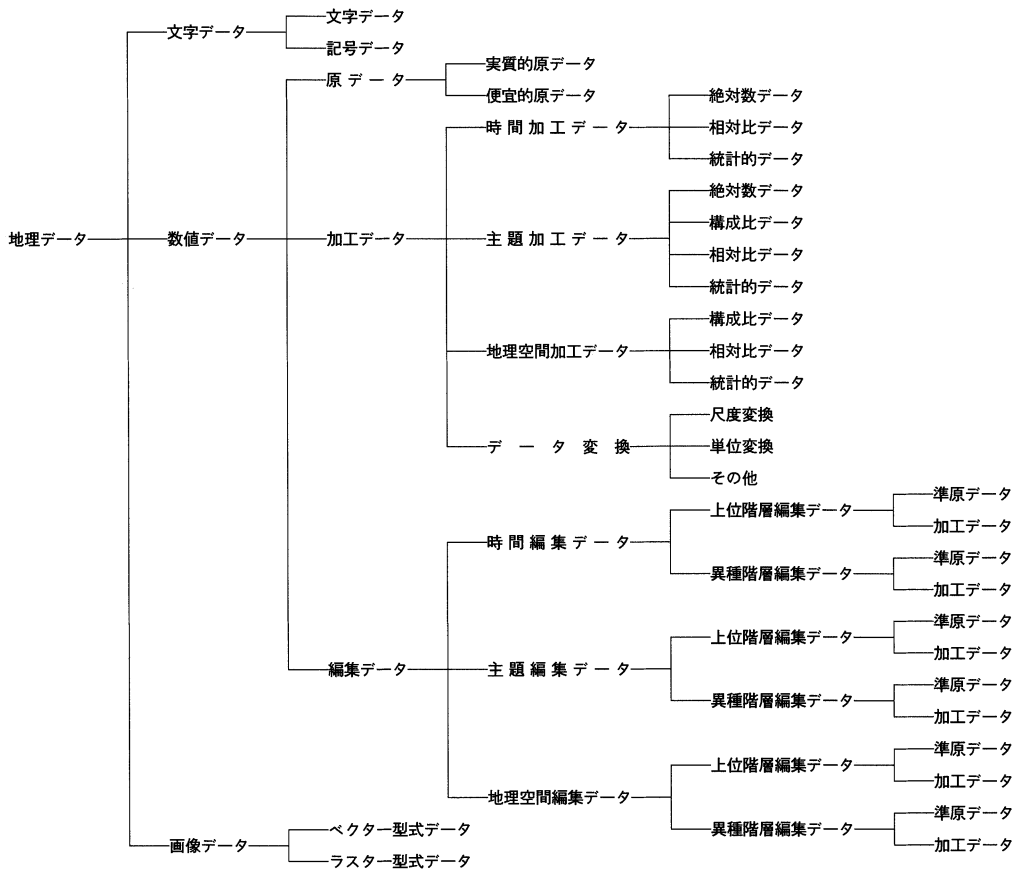 文字データ
文字データ
記号データ
原データ
実質的原データ
便宜的原データ
時間加工データ
絶対数データ
相対比データ
統計的データ
地理データ
数値データ
加工データ
主題加工データ
絶対数データ
構成比データ
相対比データ
統計的データ
地理空間加工データ
構成比データ
相対比データ
統計的データ
データ変換
尺度変換
単位変換
その他
編集データ
時間編集データ
上位階層編集データ
準原データ
加工データ
異種階層編集データ
準原データ
加工データ
主題編集データ
上位階層編集データ
準原データ
加工データ
異種階層編集データ
準原データ
加工データ
地理空間編集データ
上位階層編集データ
準原データ
加工データ
異種階層編集データ
準原データ
加工データ
画像データ
ベクター型式データ
ラスター型式データ